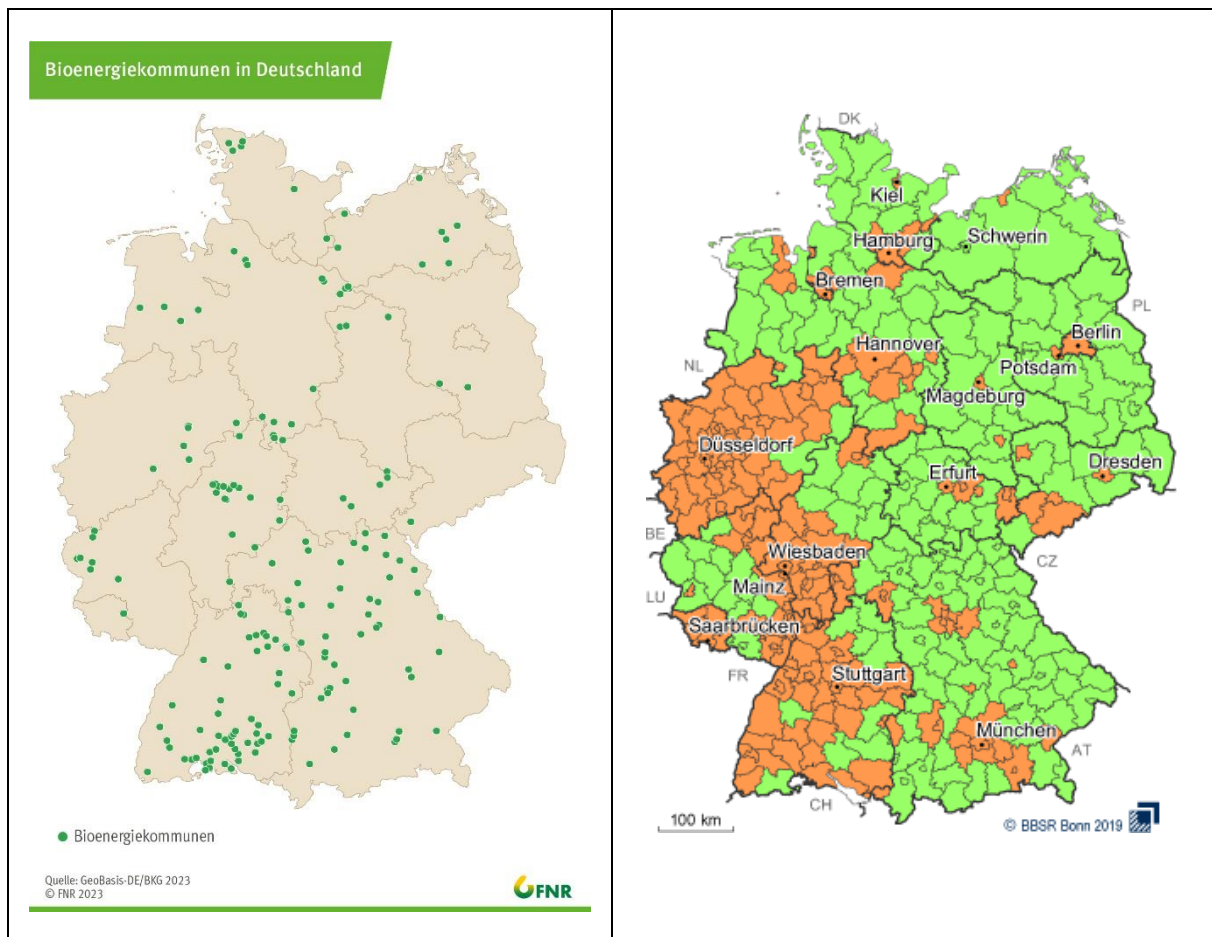 Bioenergiekommunen in Deutschland
Bioenergiekommunen
Quelle: GeoBasis-DE/BKG 2023
© FNR 2023
FNR
DK
Kiel
Hamburg
Schwerin
Bremen
PL
Berlin
Hannover
Potsdam
NL
Magdeburg
Düsseldorf
Erfurt
Dresden
BE
Wiesbaden
CZ
Mainz
LU
Saarbrücken
FR
Stuttgart
München
AT
CH
100 km
© BBSR Bonn 2019